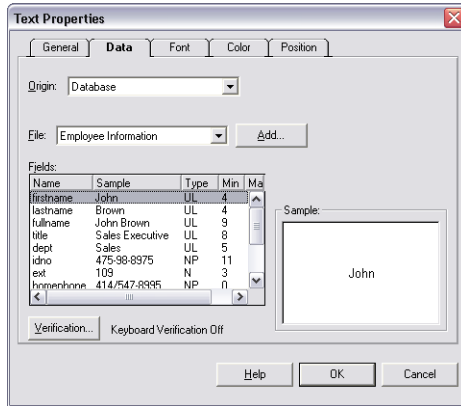 Text Properties
General Data Font Color Position
Origin: Database
File: Employee Information Add...
Fields:
Name Sample Type Min Ma
firstname John UL 4
lastname Brown UL 4
fullname John Brown UL 9
title Sales Executive UL 8
dept Sales UL 5
idno 475-98-8975 NP 11
ext 109 N 3
homephone 414/547-8995 NP 0
Sample:
John
Verification... Keyboard Verification Off
Help OK Cancel